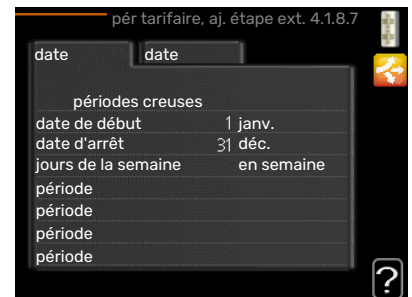 pér tarifaire, aj. étape ext. 4.1.8.7
date date
périodes creuses
date de début 1 janv.
date d'arrêt 31 déc.
jours de la semaine en semaine
période
période
période
période
?